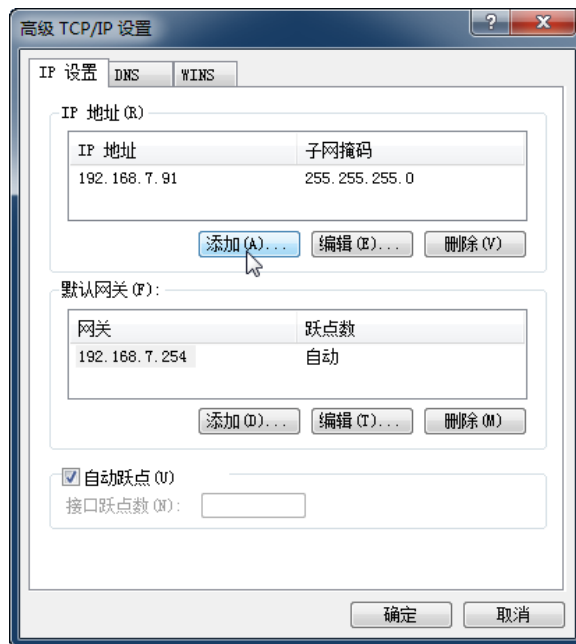 高级 TCP/IP 设置
IP 设置 DNS WINS
IP 地址(R)
IP 地址 子网掩码
192.168.7.91 255.255.255.0
添加(A)... 编辑(E)... 删除(V)
默认网关(F):
网关 跃点数
192.168.7.254 自动
添加(D)... 编辑(T)... 删除(M)
自动跃点(U)
接口跃点数(N):
确定 取消